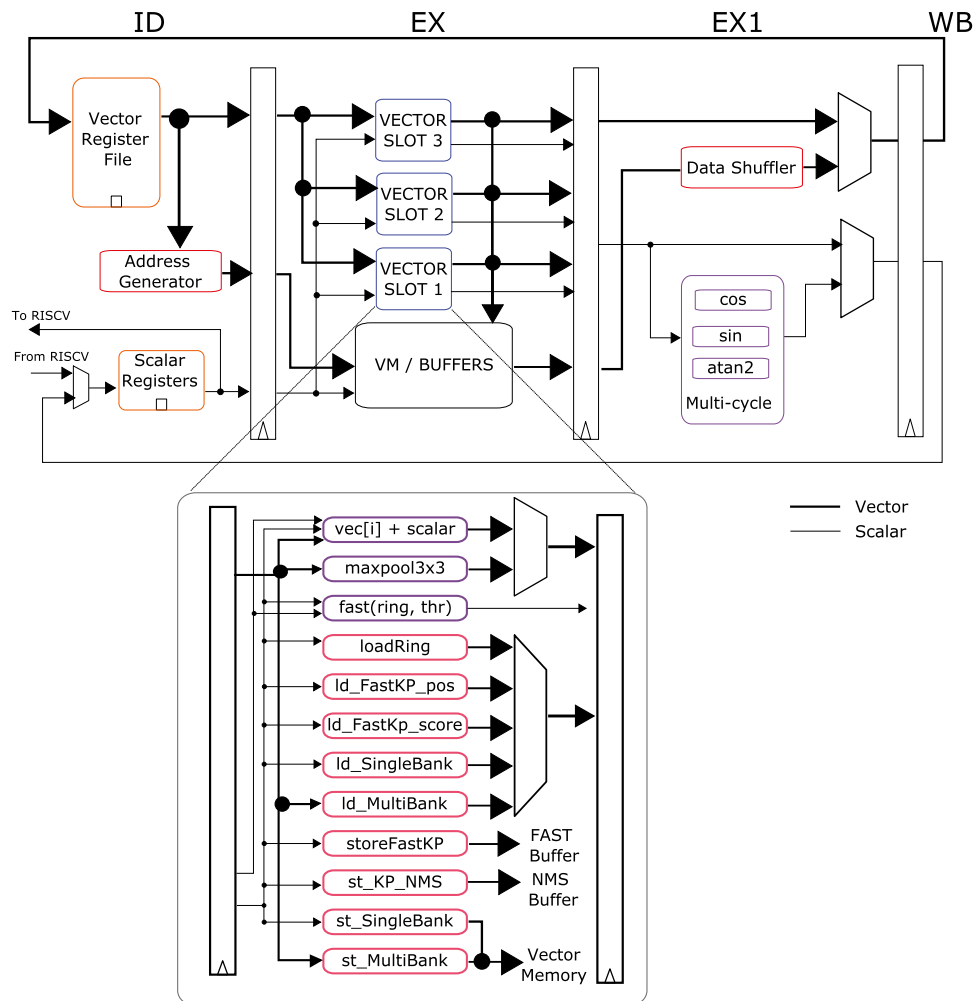 ID
EX
EX1
WB
Vector
Register
File
VECTOR
SLOT 3
VECTOR
SLOT 2
VECTOR
SLOT 1
Data Shuffler
Address
Generator
To RISCV
From RISCV
Scalar
Registers
VM / BUFFERS
cos
sin
atan2
Multi-cycle
Vector
Scalar
vec[i] + scalar
maxpool3x3
fast(ring, thr)
loadRing
ld_FastKP_pos
ld_FastKp_score
ld_SingleBank
ld_MultiBank
storeFastKP
FAST
Buffer
st_KP_NMS
NMS
Buffer
st_SingleBank
st_MultiBank
Vector
Memory